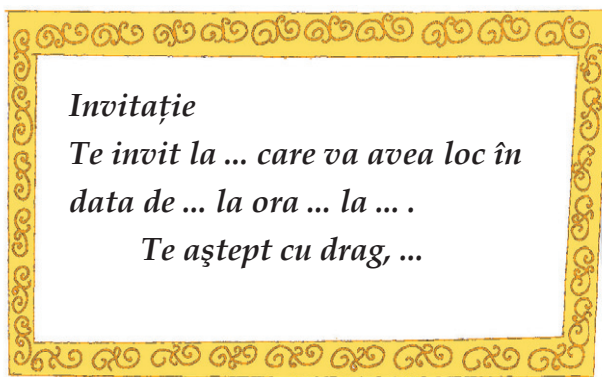 Invitație
Te invit la ... care va avea loc în
data de ... la ora ... la ... .
Te aştept cu drag, ...